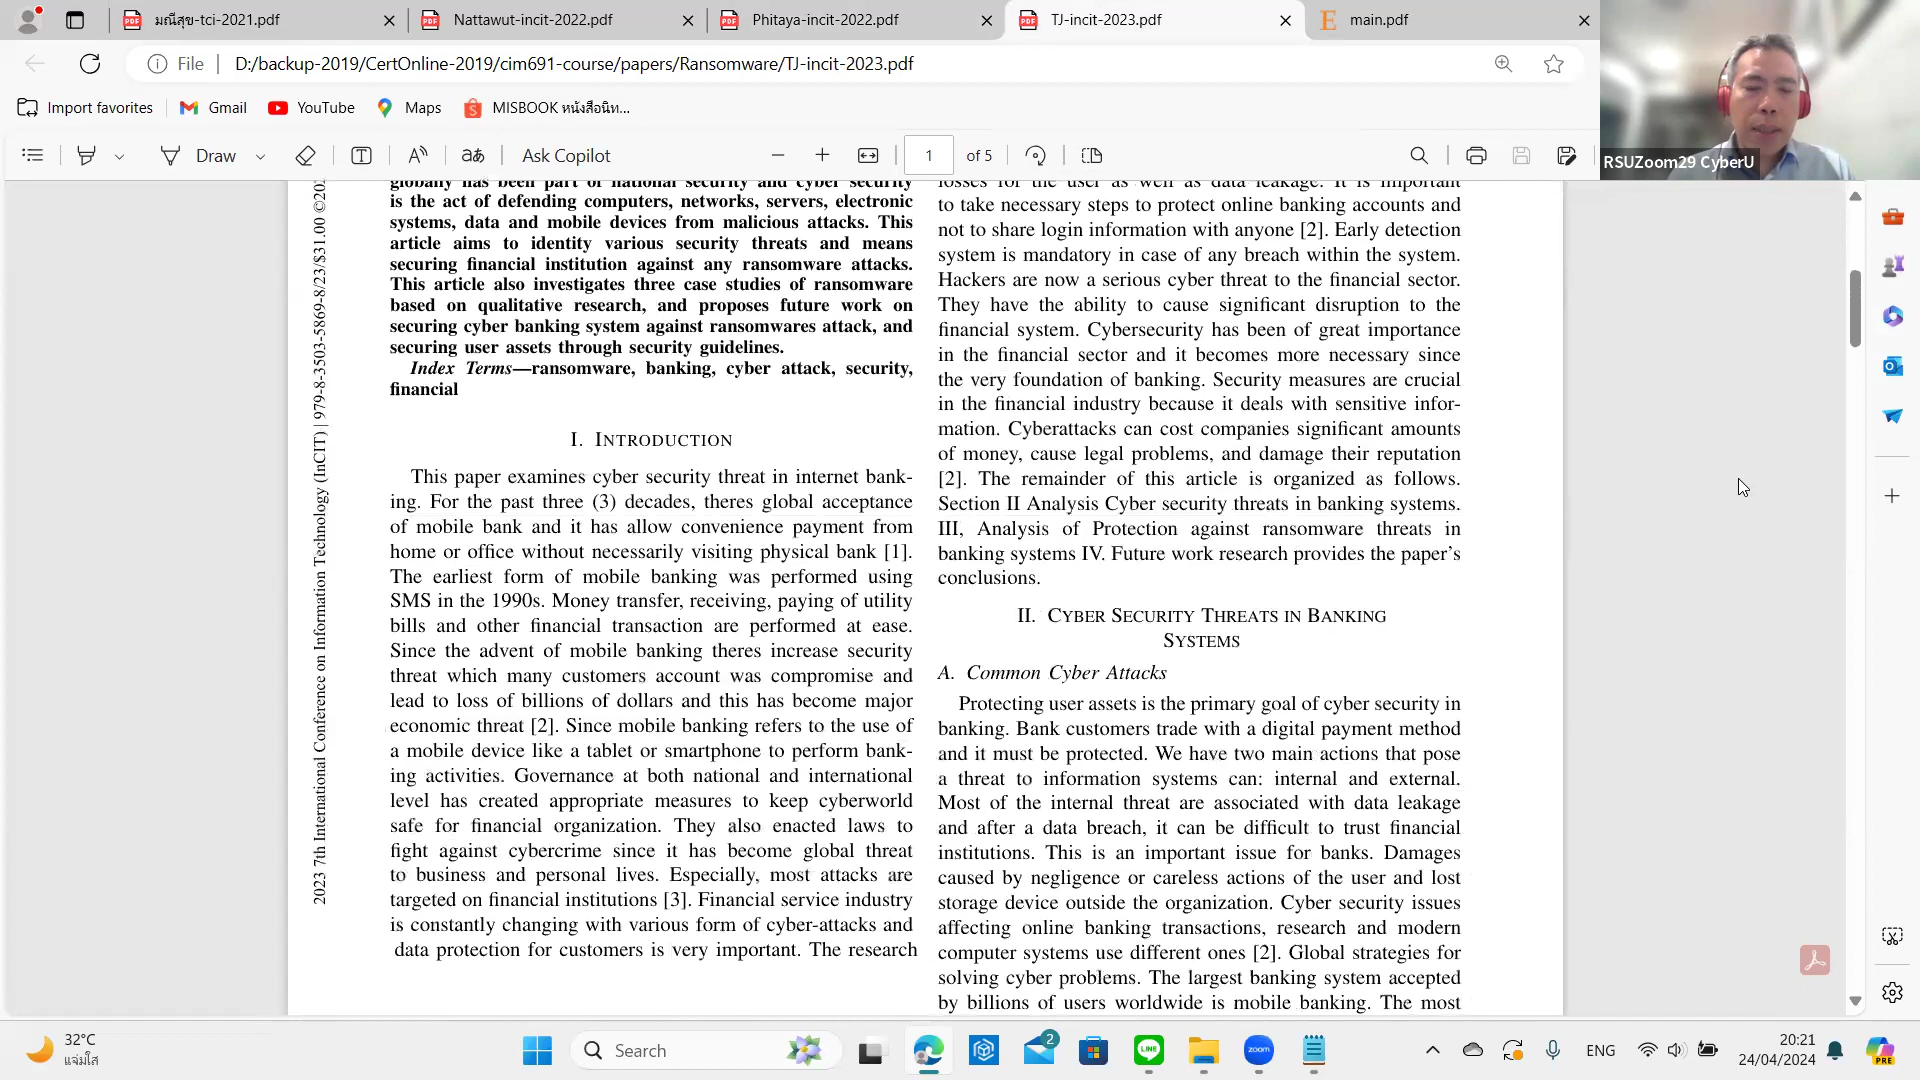 มณีสุข-tci-2021.pdf
Nattawut-incit-2022.pdf
Phitaya-incit-2022.pdf
TJ-incit-2023.pdf
main.pdf
File
D:/backup-2019/CertOnline-2019/cim691-course/papers/Ransomware/TJ-incit-2023.pdf
Import favorites
Gmail
YouTube
Maps
MISBOOK หนังสือนิท...
Draw
Ask Copilot
1
of 5
RSUZoom29 CyberU
2023 7th International Conference on Information Technology (InCIT) | 979-8-3503-5869-8/23/$31.00 ©202
globally has been part of national security and cyber security
is the act of defending computers, networks, servers, electronic
systems, data and mobile devices from malicious attacks. This
article aims to identity various security threats and means
securing financial institution against any ransomware attacks.
This article also investigates three case studies of ransomware
based on qualitative research, and proposes future work on
securing cyber banking system against ransomwares attack, and
securing user assets through security guidelines.
Index Terms—ransomware, banking, cyber attack, security,
financial
I. INTRODUCTION
This paper examines cyber security threat in internet bank-
ing. For the past three (3) decades, theres global acceptance
of mobile bank and it has allow convenience payment from
home or office without necessarily visiting physical bank [1].
The earliest form of mobile banking was performed using
SMS in the 1990s. Money transfer, receiving, paying of utility
bills and other financial transaction are performed at ease.
Since the advent of mobile banking theres increase security
threat which many customers account was compromise and
lead to loss of billions of dollars and this has become major
economic threat [2]. Since mobile banking refers to the use of
a mobile device like a tablet or smartphone to perform bank-
ing activities. Governance at both national and international
level has created appropriate measures to keep cyberworld
safe for financial organization. They also enacted laws to
fight against cybercrime since it has become global threat
to business and personal lives. Especially, most attacks are
targeted on financial institutions [3]. Financial service industry
is constantly changing with various form of cyber-attacks and
data protection for customers is very important. The research
losses for the user as well as data leakage. It is important
to take necessary steps to protect online banking accounts and
not to share login information with anyone [2]. Early detection
system is mandatory in case of any breach within the system.
Hackers are now a serious cyber threat to the financial sector.
They have the ability to cause significant disruption to the
financial system. Cybersecurity has been of great importance
in the financial sector and it becomes more necessary since
the very foundation of banking. Security measures are crucial
in the financial industry because it deals with sensitive infor-
mation. Cyberattacks can cost companies significant amounts
of money, cause legal problems, and damage their reputation
[2]. The remainder of this article is organized as follows.
Section II Analysis Cyber security threats in banking systems.
III, Analysis of Protection against ransomware threats in
banking systems IV. Future work research provides the paper's
conclusions.
II. CYBER SECURITY THREATS IN BANKING
SYSTEMS
A. Common Cyber Attacks
Protecting user assets is the primary goal of cyber security in
banking. Bank customers trade with a digital payment method
and it must be protected. We have two main actions that pose
a threat to information systems can: internal and external.
Most of the internal threat are associated with data leakage
and after a data breach, it can be difficult to trust financial
institutions. This is an important issue for banks. Damages
caused by negligence or careless actions of the user and lost
storage device outside the organization. Cyber security issues
affecting online banking transactions, research and modern
computer systems use different ones [2]. Global strategies for
solving cyber problems. The largest banking system accepted
by billions of users worldwide is mobile banking. The most
32°C
แจ่มใส
Search
2
zoom
LINE
ENG
20:21
24/04/2024
PRE